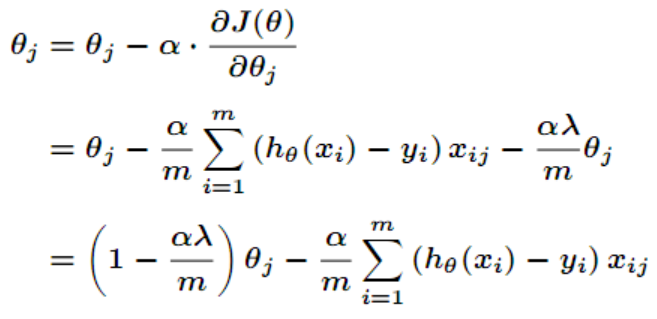 θ_j = θ_j − α · ∂J(θ)/∂θ_j
= θ_j − α/m ∑_{i=1}^{m} (h_θ(x_i) − y_i) x_{ij} − αλ/m θ_j
= (1 − αλ/m) θ_j − α/m ∑_{i=1}^{m} (h_θ(x_i) − y_i) x_{ij}